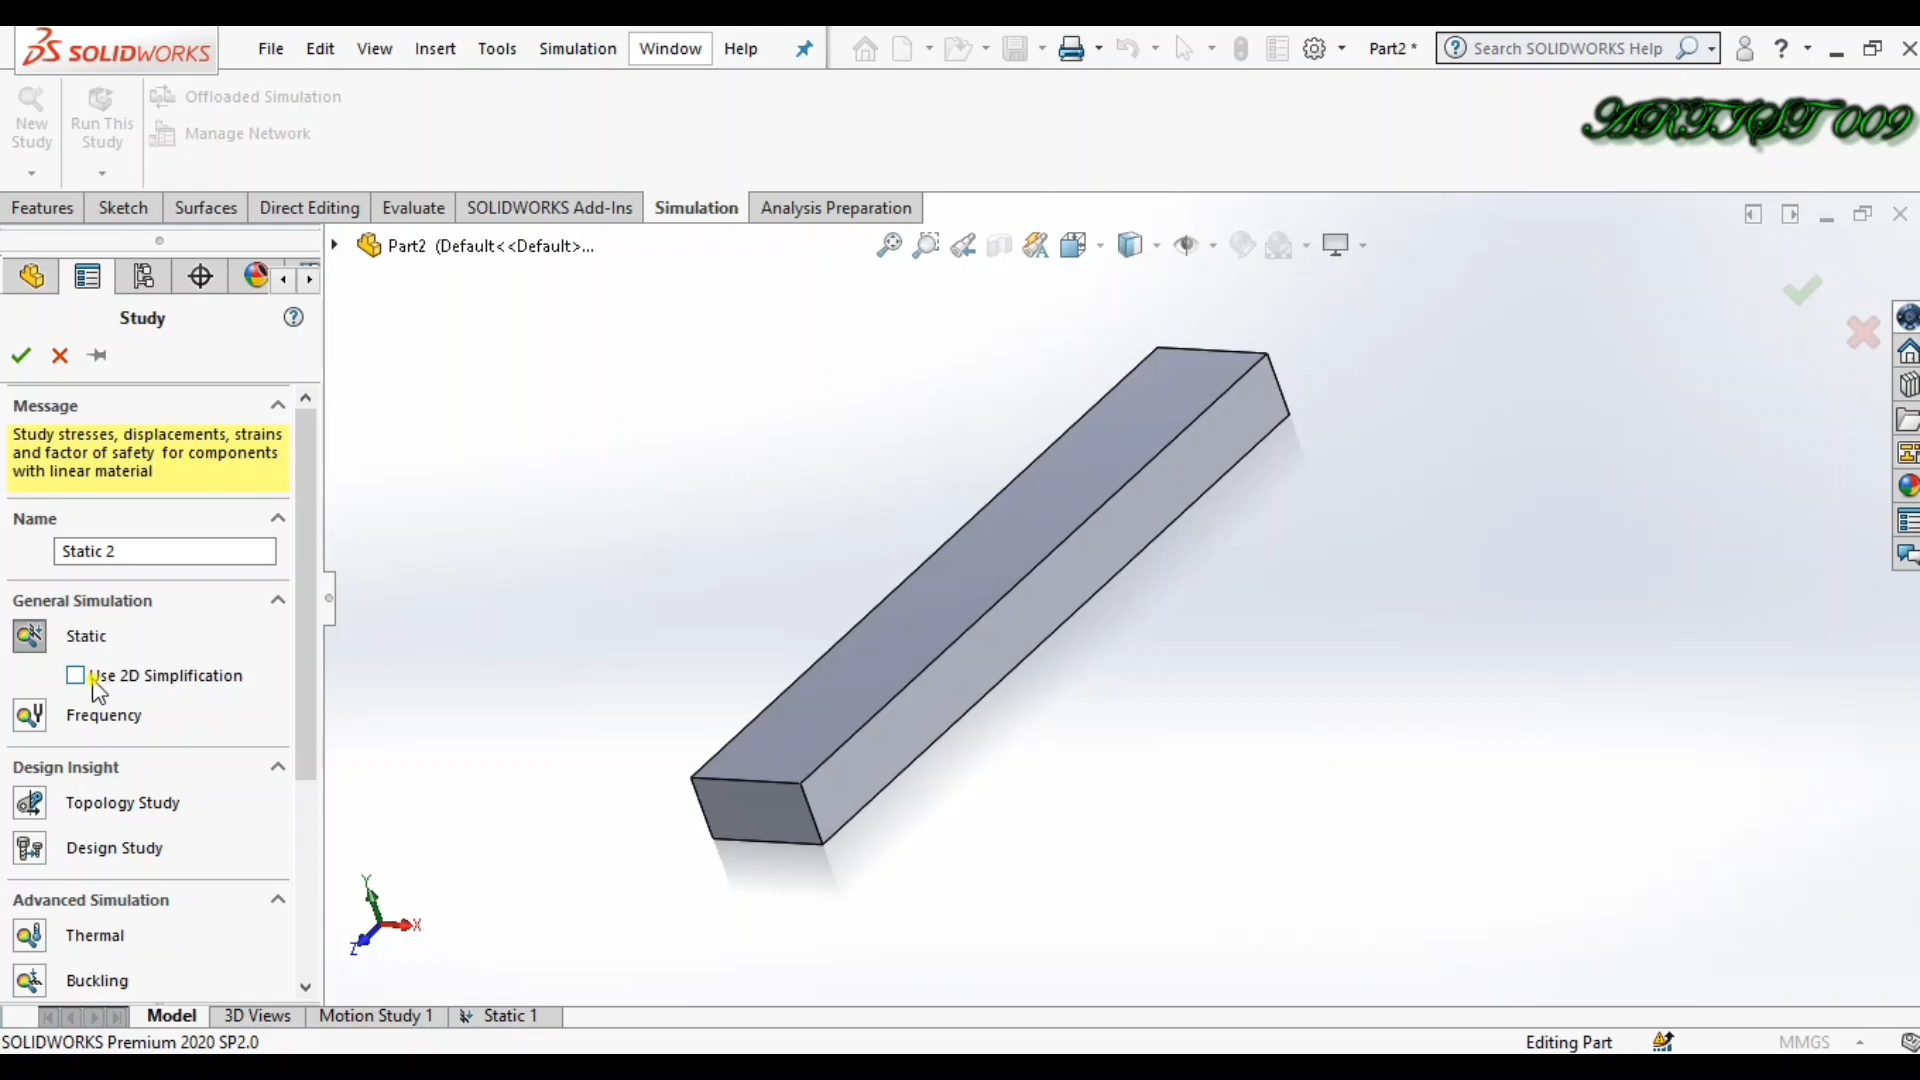 SOLIDWORKS File Edit View Insert Tools Simulation Window Help Part2 * Search SOLIDWORKS Help ?
New Study
Run This Study
Offloaded Simulation
Manage Network
ARTIST 009
Features Sketch Surfaces Direct Editing Evaluate SOLIDWORKS Add-Ins Simulation Analysis Preparation
Part2 (Default<<Default>...
Study
Message
Study stresses, displacements, strains
and factor of safety for components
with linear material
Name
Static 2
General Simulation
Static
Use 2D Simplification
Frequency
Design Insight
Topology Study
Design Study
Advanced Simulation
Thermal
Buckling
Y
X
Z
Model 3D Views Motion Study 1 Static 1
SOLIDWORKS Premium 2020 SP2.0 Editing Part MMGS